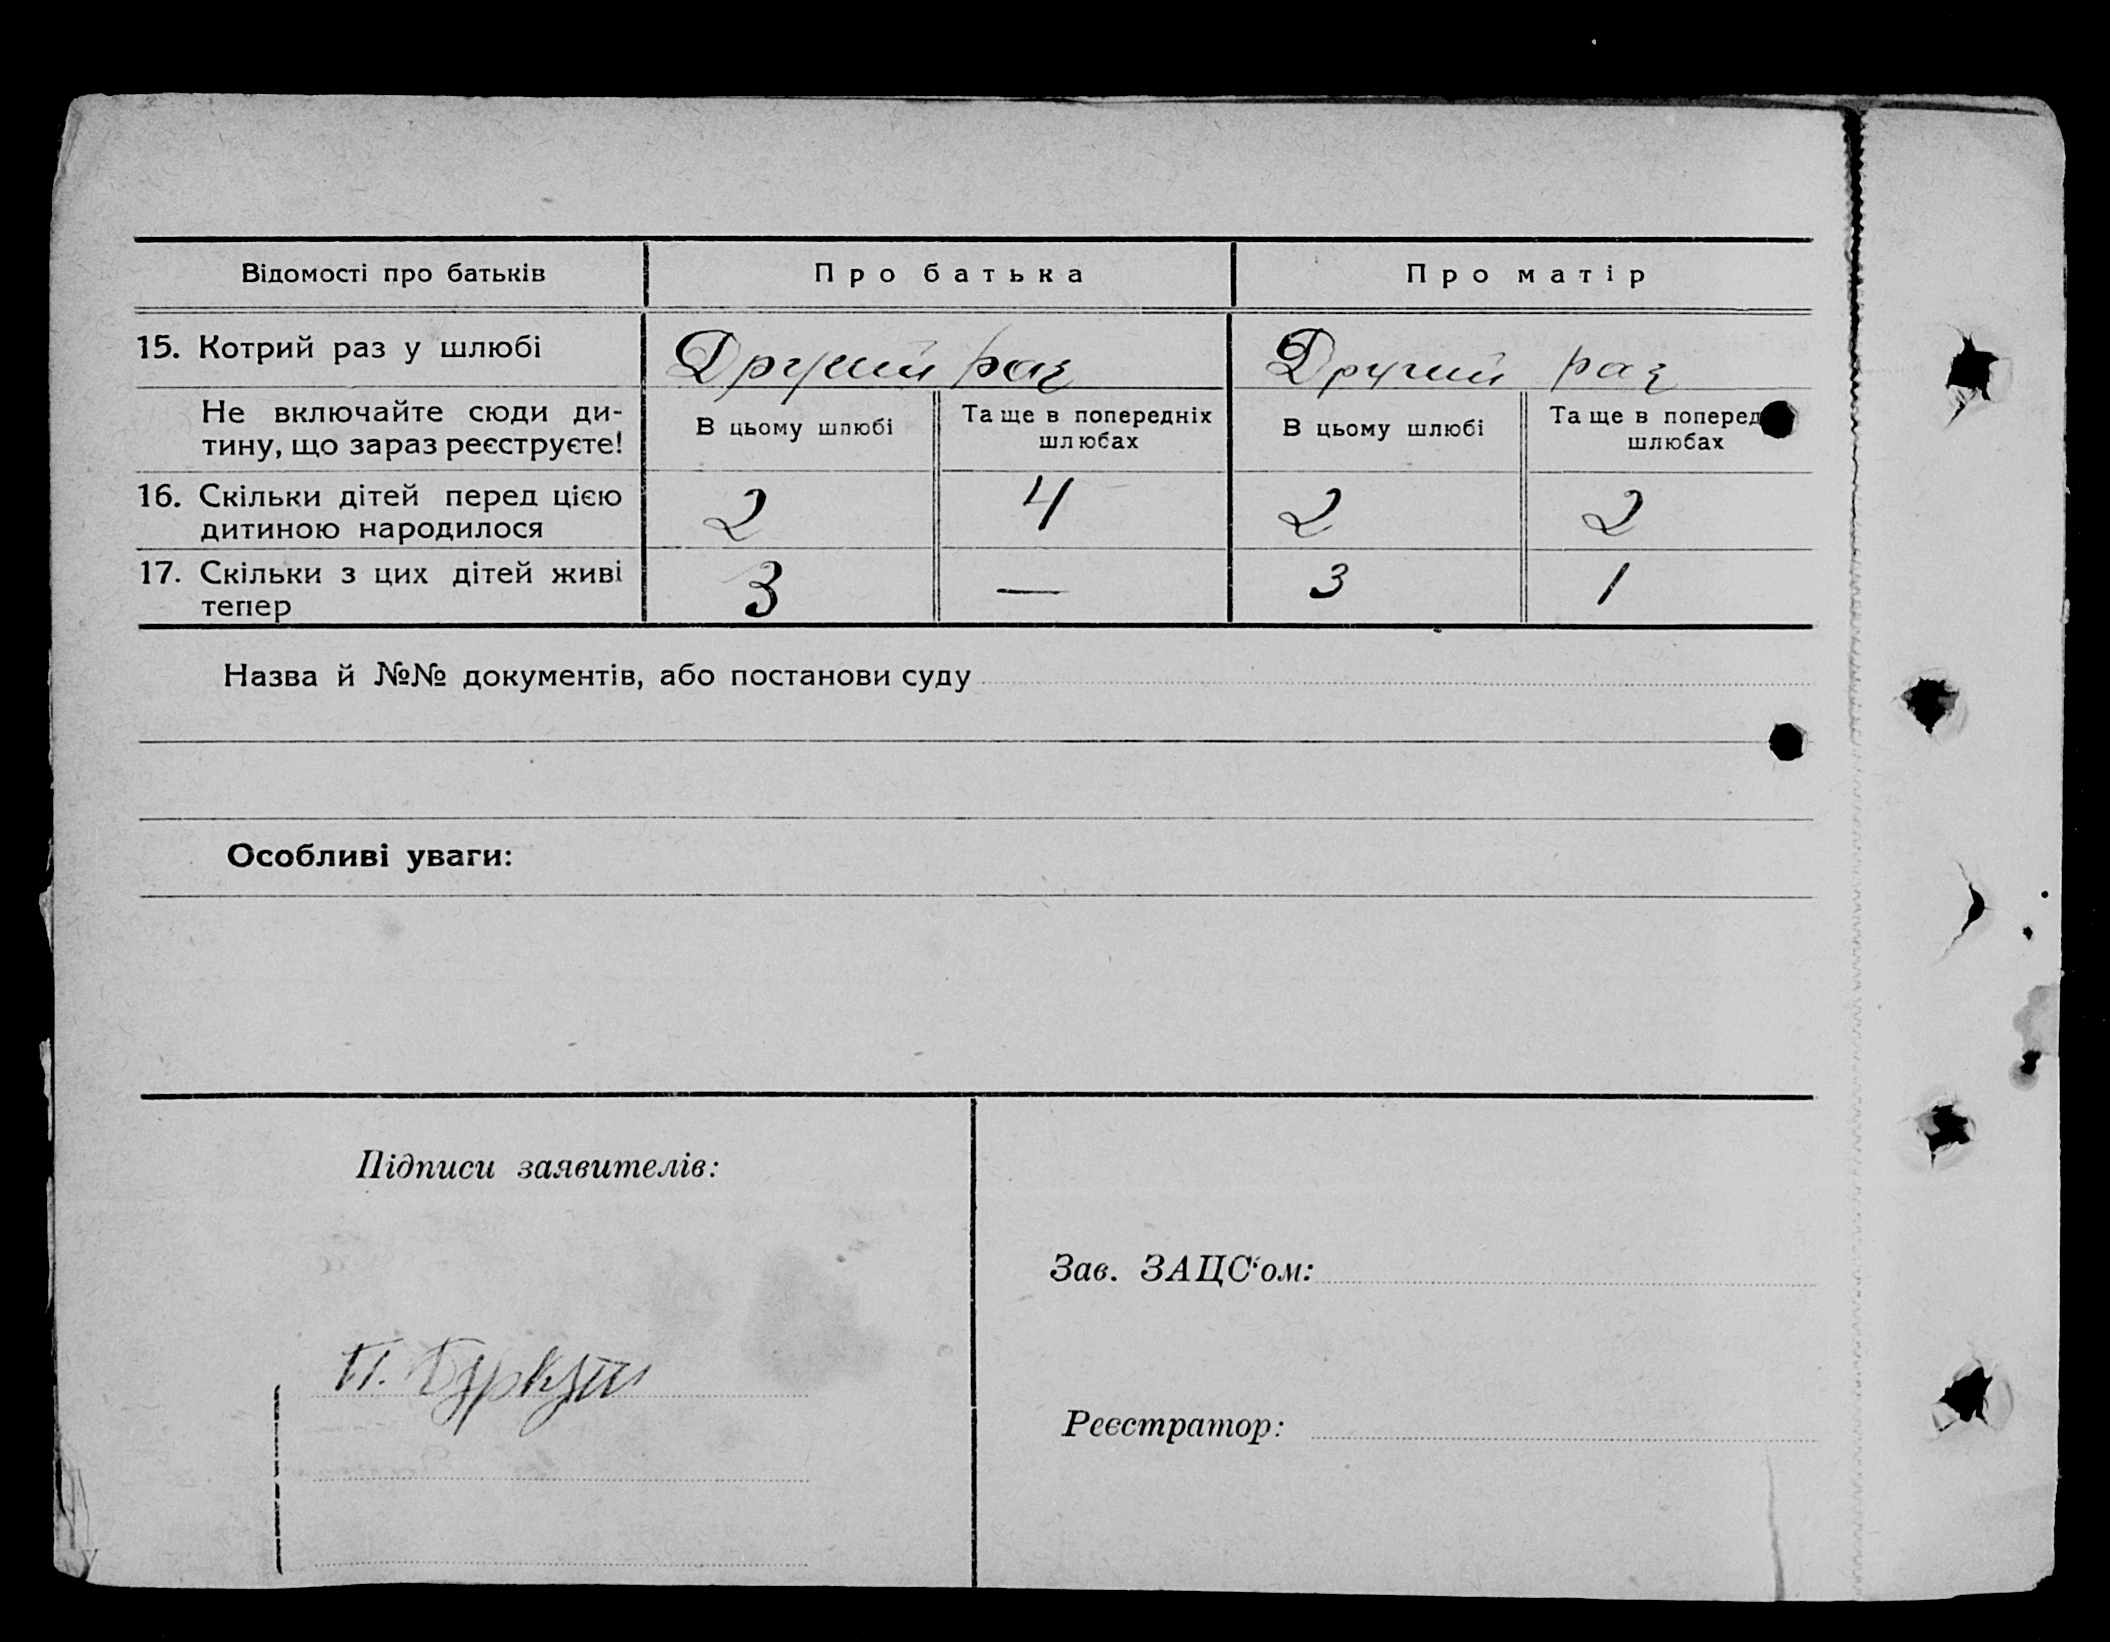 Відомості про батьків Про батька Про матір
15. Котрий раз у шлюбі Другий раз Другий раз
Не включайте сюди ди-
тину, що зараз реєструєте!
В цьому шлюбі Та ще в попередніх
шлюбах
В цьому шлюбі Та ще в поперед
шлюбах
16. Скільки дітей перед цією
дитиною народилося 2 4 2 2
17. Скільки з цих дітей живі
тепер 3 — 3 1
Назва й №№ документів, або постанови суду
Особливі уваги:
Підписи заявителів:
Зав. ЗАЦС‘ом:
П.
Реєстратор: